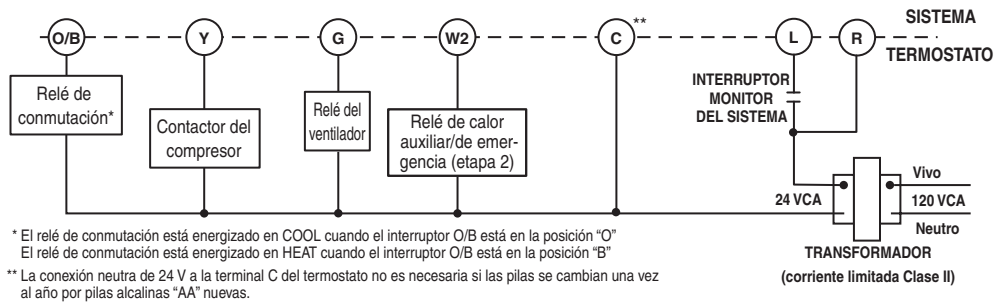 **
SISTEMA
O/B
Y
G
W2
C
L
R
TERMOSTATO
Relé de
conmutación*
Contactor del
compresor
Relé del
ventilador
Relé de calor
auxiliar/de emer-
gencia (etapa 2)
INTERRUPTOR
MONITOR
DEL SISTEMA
24 VCA
Vivo
120 VCA
Neutro
TRANSFORMADOR
(corriente limitada Clase II)
* El relé de conmutación está energizado en COOL cuando el interruptor O/B está en la posición “O”
El relé de conmutación está energizado en HEAT cuando el interruptor O/B está en la posición “B”
** La conexión neutra de 24 V a la terminal C del termostato no es necesaria si las pilas se cambian una vez
al año por pilas alcalinas “AA” nuevas.